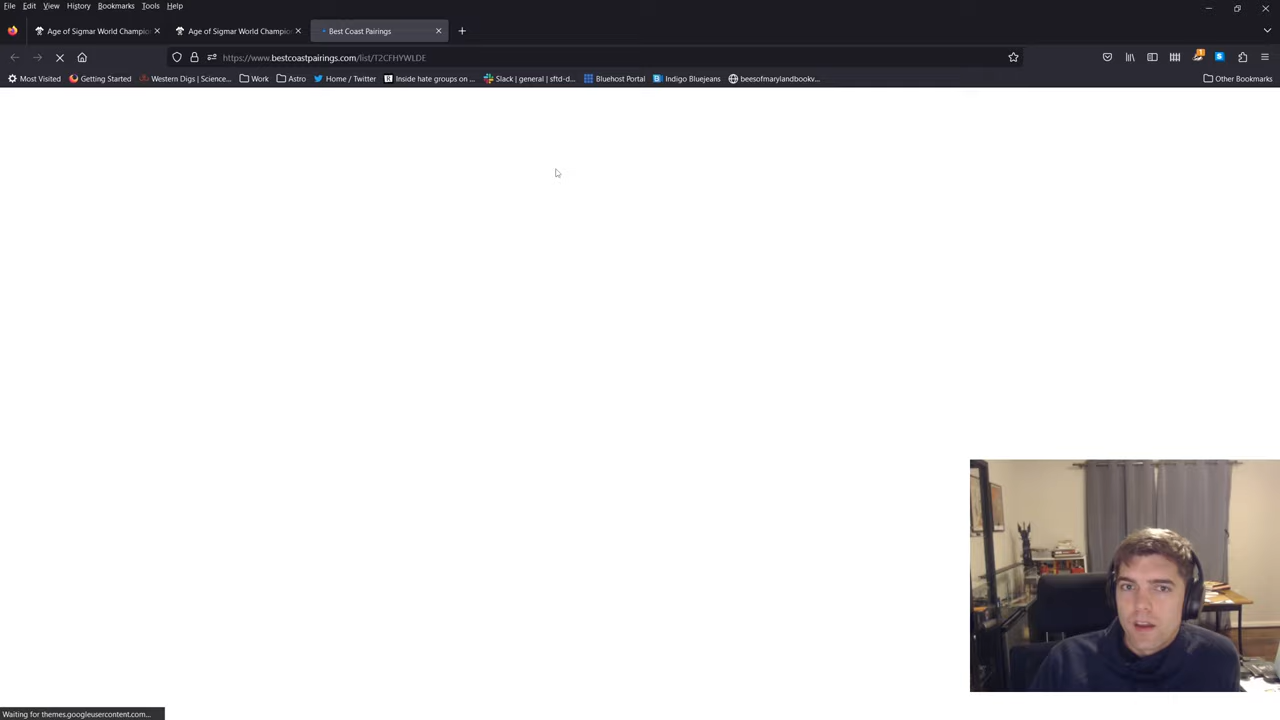 File Edit View History Bookmarks Tools Help
Age of Sigmar World Champio Age of Sigmar World Champio Best Coast Pairings
https://www.bestcoastpairings.com/list/T2CFHYWLDE
Most Visited Getting Started Western Digs | Science... Work Astro Home / Twitter Inside hate groups on ... Slack | general | sftd-d... Bluehost Portal Indigo Bluejeans beesofmarylandbookv... Other Bookmarks
Waiting for themes.googleusercontent.com...